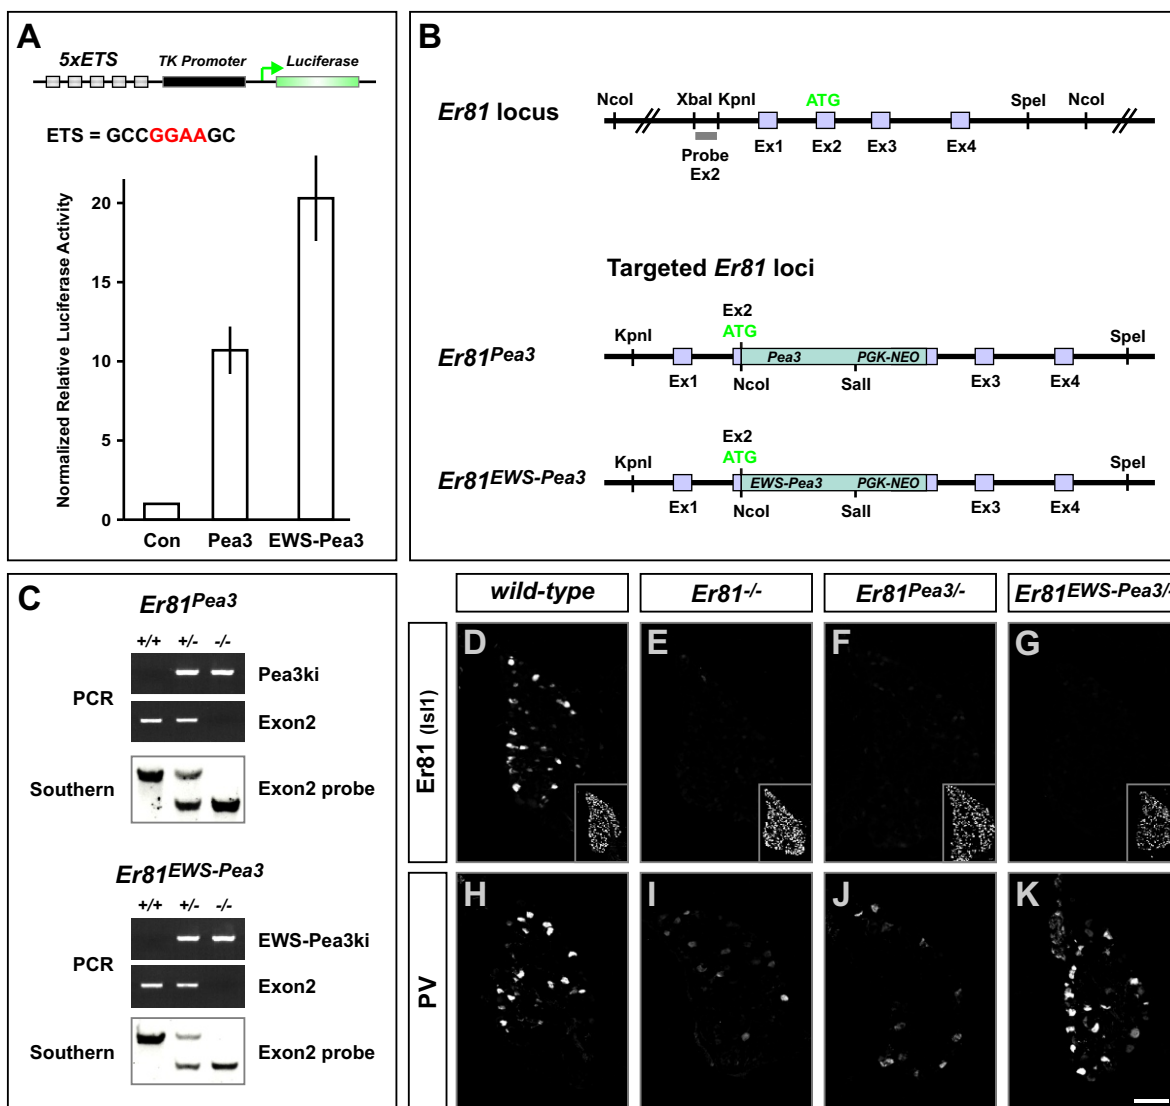 A
5xETS
TK Promoter
Luciferase
ETS = GCCGGAAGC
Normalized Relative Luciferase Activity
20
15
10
5
0
Con
Pea3
EWS-Pea3
B
Er81 locus
NcoI
XbaI
KpnI
ATG
SpeI
NcoI
Probe
Ex2
Ex1
Ex2
Ex3
Ex4
Targeted Er81 loci
Er81Pea3
KpnI
Ex2
ATG
SpeI
Pea3
PGK-NEO
Ex1
NcoI
SalI
Ex3
Ex4
Er81EWS-Pea3
KpnI
Ex2
ATG
SpeI
EWS-Pea3
PGK-NEO
Ex1
NcoI
SalI
Ex3
Ex4
C
Er81Pea3
+/+ +/- -/-
PCR
Pea3ki
Exon2
Southern
Exon2 probe
Er81EWS-Pea3
+/+ +/- -/-
PCR
EWS-Pea3ki
Exon2
Southern
Exon2 probe
wild-type
Er81-/-
Er81Pea3/-
Er81EWS-Pea3/-
Er81 (Isl1)
D
E
F
G
PV
H
I
J
K